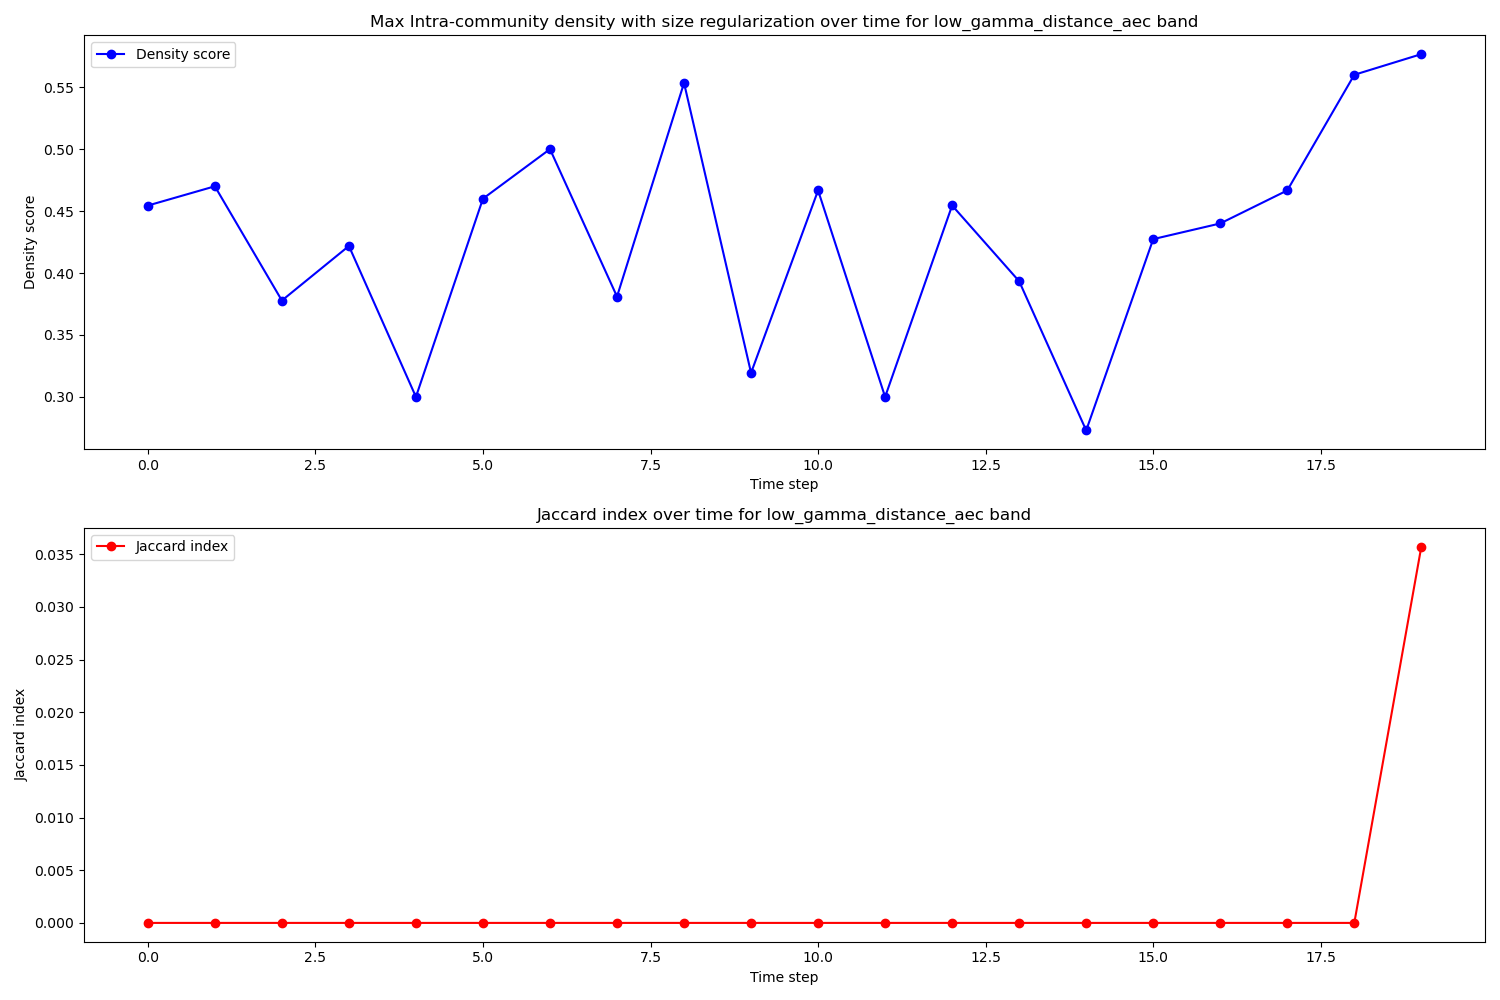 Max Intra-community density with size regularization over time for low_gamma_distance_aec band
Density score
Density score
0.55
0.50
0.45
0.40
0.35
0.30
0.0 2.5 5.0 7.5 10.0 12.5 15.0 17.5
Time step
Jaccard index over time for low_gamma_distance_aec band
Jaccard index
Jaccard index
0.035
0.030
0.025
0.020
0.015
0.010
0.005
0.000
0.0 2.5 5.0 7.5 10.0 12.5 15.0 17.5
Time step